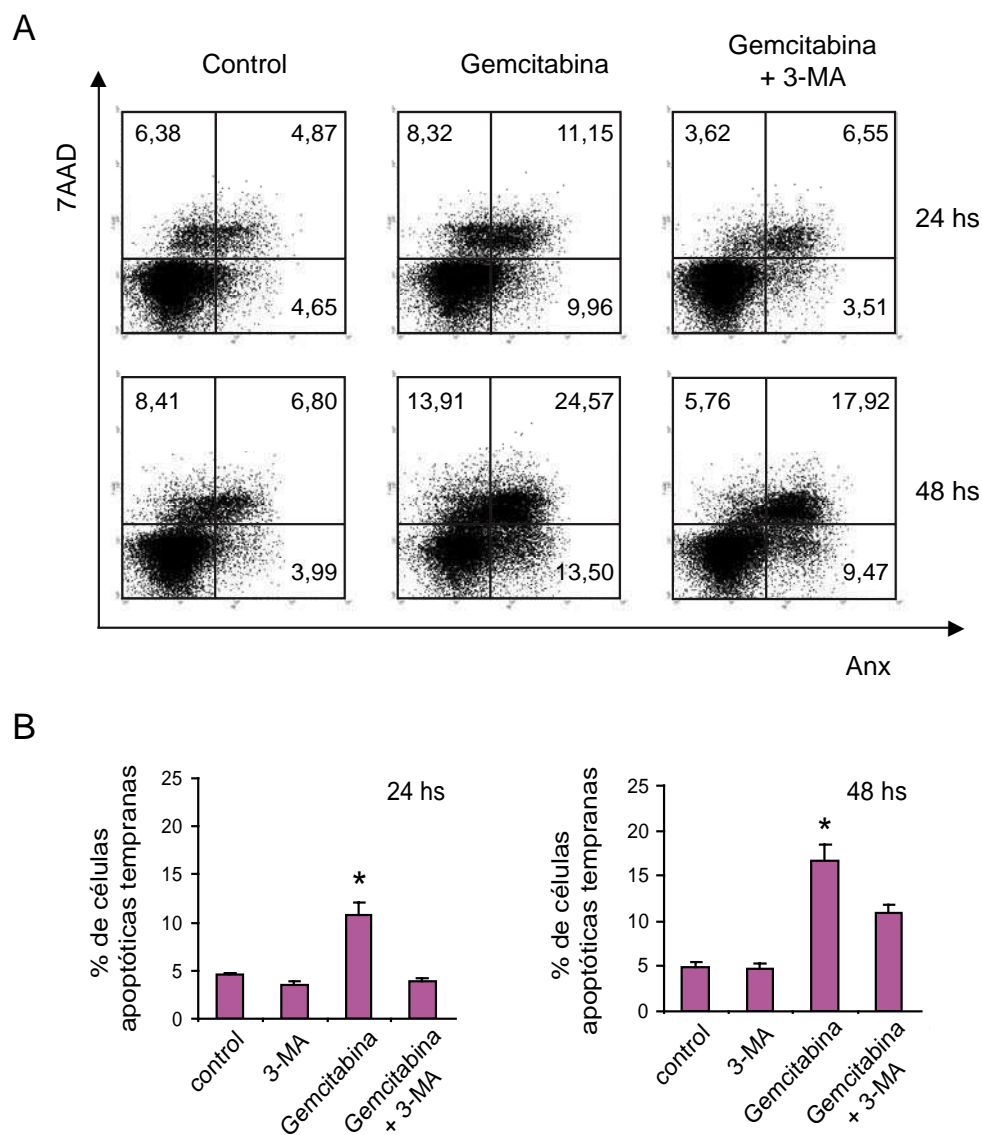 A
Control
Gemcitabina
Gemcitabina
+ 3-MA
7AAD
6,38
4,87
4,65
8,32
11,15
9,96
3,62
6,55
3,51
24 hs
8,41
6,80
3,99
13,91
24,57
13,50
5,76
17,92
9,47
48 hs
Anx
B
% de células
apoptóticas tempranas
25
20
15
10
5
0
24 hs
*
control
3-MA
Gemcitabina
Gemcitabina
+ 3-MA
% de células
apoptóticas tempranas
25
20
15
10
5
0
48 hs
*
control
3-MA
Gemcitabina
Gemcitabina
+ 3-MA